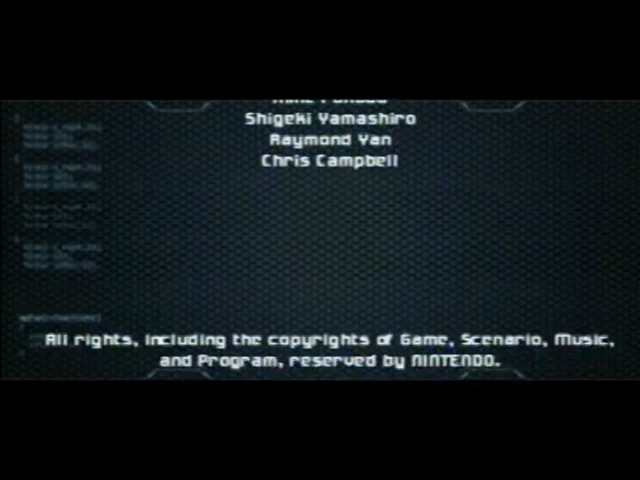 Shigeki Yamashiro
Raymond Yan
Chris Campbell
All rights, including the copyrights of Game, Scenario, Music,
and Program, reserved by NINTENDO.